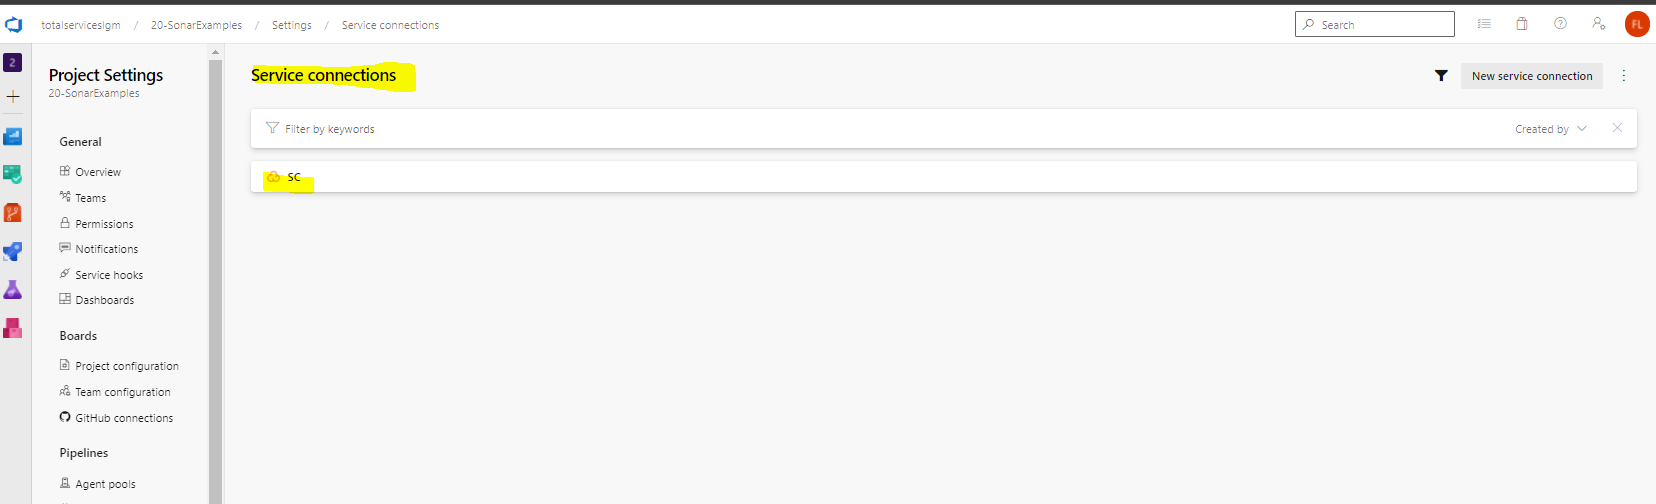 totalservicesigm / 20-SonarExamples / Settings / Service connections
Search
FL
2
Project Settings
20-SonarExamples
General
Overview
Teams
Permissions
Notifications
Service hooks
Dashboards
Boards
Project configuration
Team configuration
GitHub connections
Pipelines
Agent pools
Service connections
New service connection
Filter by keywords
Created by
SC